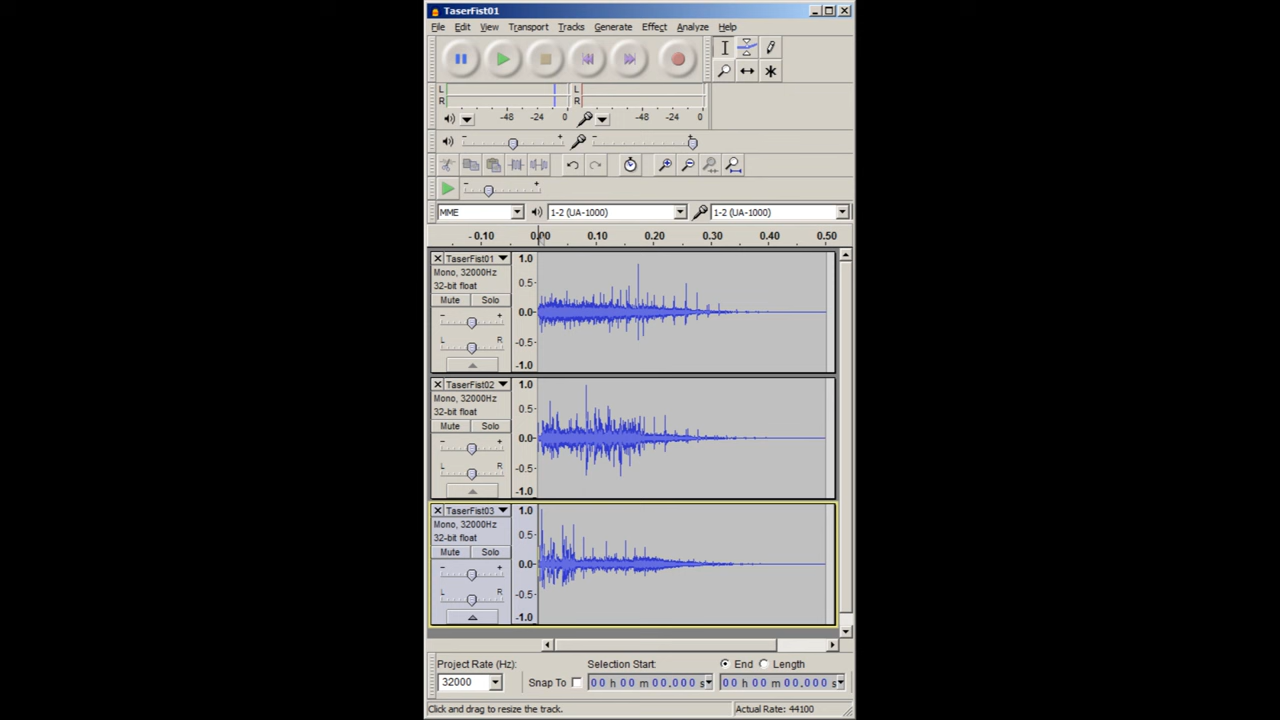 TaserFist01
File Edit View Transport Tracks Generate Effect Analyze Help
L R
-48 -24 0 -48 -24 0
MME 1-2 (UA-1000) 1-2 (UA-1000)
- 0.10 0.00 0.10 0.20 0.30 0.40 0.50
TaserFist01
Mono, 32000Hz
32-bit float
Mute Solo
- +
L R
1.0
0.5-
0.0-
-0.5-
-1.0
TaserFist02
Mono, 32000Hz
32-bit float
Mute Solo
- +
L R
1.0
0.5-
0.0-
-0.5-
-1.0
TaserFist03
Mono, 32000Hz
32-bit float
Mute Solo
- +
L R
1.0
0.5-
0.0-
-0.5-
-1.0
Project Rate (Hz): Selection Start: End Length
32000 Snap To 00 h 00 m 00.000 s 00 h 00 m 00.000 s
Click and drag to resize the track. Actual Rate: 44100